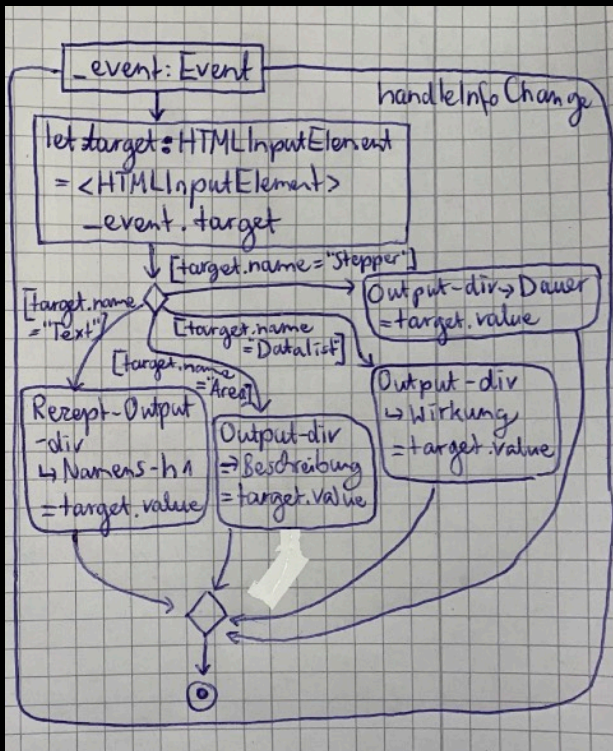 _event: Event
handleInfoChange
let target: HTMLInputElement
= <HTMLInputElement>
_event.target
[target.name="Stepper"]
[target.name
="Text"]
[target.name
=Datalist]
[target.name
=Area]
Output-div→Dauer
=target.value
Rezept-Output
-div
↳ Namens-h1
=target.value
Output-div
⇒Beschreibung
=target.value
Output-div
↳ Wirkung
=target.value